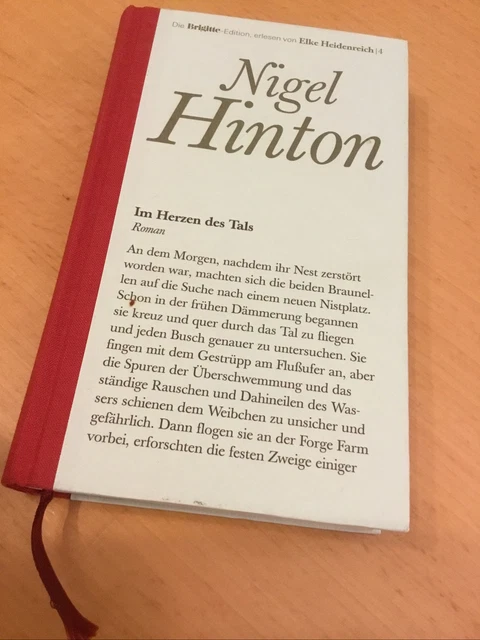 Die Brigitte-Edition, erlesen von Elke Heidenreich|4
Nigel
Hinton
Im Herzen des Tals
Roman
An dem Morgen, nachdem ihr Nest zerstört
worden war, machten sich die beiden Braunel-
len auf die Suche nach einem neuen Nistplatz.
Schon in der frühen Dämmerung begannen
sie kreuz und quer durch das Tal zu fliegen
und jeden Busch genauer zu untersuchen. Sie
fingen mit dem Gestrüpp am Flußufer an, aber
die Spuren der Überschwemmung und das
ständige Rauschen und Dahineilen des Was-
sers schienen dem Weibchen zu unsicher und
gefährlich. Dann flogen sie an der Forge Farm
vorbei, erforschten die festen Zweige einiger